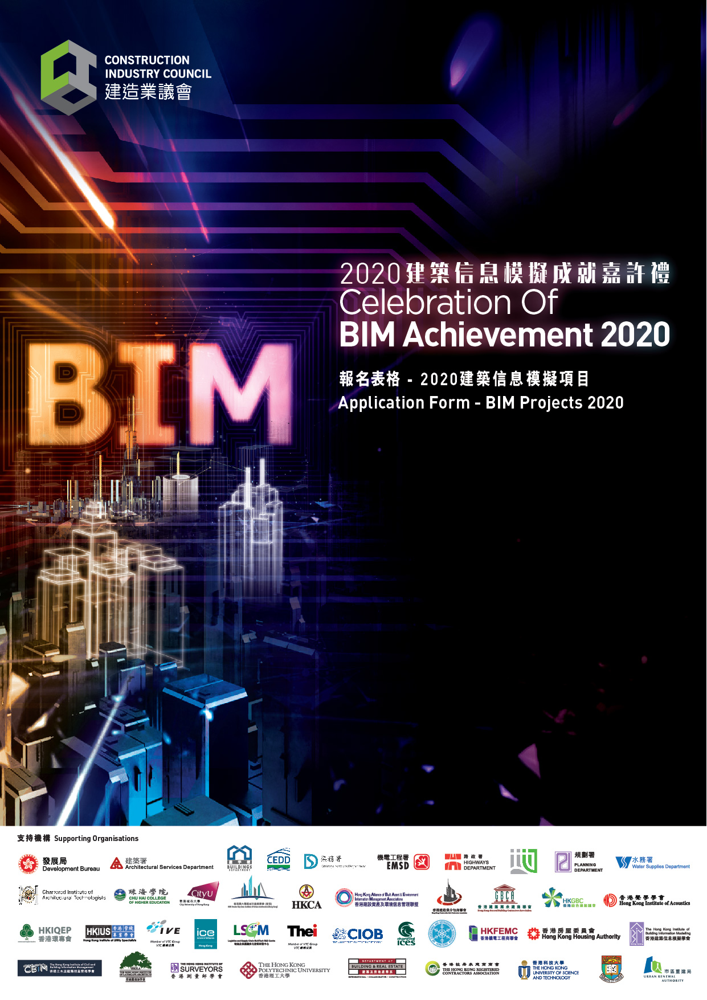 CONSTRUCTION
INDUSTRY COUNCIL
建造業議會
2020建築信息模擬成就嘉許禮
Celebration Of
BIM Achievement 2020
報名表格 - 2020建築信息模擬項目
Application Form - BIM Projects 2020
BIM
支持機構 Supporting Organisations
發展局
Development Bureau
建築署
Architectural Services Department
BUILDINGS
DEPARTMENT
CEDD
渠務署
Drainage Services Department
機電工程署
EMSD
路政署
HIGHWAYS
DEPARTMENT
規劃署
PLANNING
DEPARTMENT
水務署
Water Supplies Department
Chartered Institute of
Architectural Technologists
珠海學院
CHU HAI COLLEGE
OF HIGHER EDUCATION
CityU
香港城市大學
City University of Hong Kong
HKCA
Hong Kong Alliance of Built Asset & Environment
Information Management Associations
香港建設資產及環境信息管理聯盟
香港建造業分包商聯會
GBCA
香港建築業承建商聯會
Hong Kong General Building Contractors Association
HKGBC
香港綠色建築議會
香港聲學學會
Hong Kong Institute of Acoustics
HKIQEP
香港環專會
HKIUS 香港管綫
專業學會
Hong Kong Institute of Utility Specialists
IVE
Member of VTC Group
VTC 機構成員
ice
Hong Kong
LSCM
Logistics and Supply Chain MultiTech R&D Centre
物流及供應鏈多元技術研發中心
Thei
Member of VTC Group
VTC 機構成員
CIOB
chartered
ices
HKFEMC
香港機電工程商聯會
香港房屋委員會
Hong Kong Housing Authority
The Hong Kong Institute of
Building Information Modelling
香港建築信息模擬學會
CBIM
The Hong Kong Institute of Civil and
Building Information Management
香港土木及建築信息管理學會
HKILA
THE HONG KONG INSTITUTE
OF LANDSCAPE ARCHITECTS
香港園境師學會
THE HONG KONG INSTITUTE OF
SURVEYORS
香港測量師學會
THE HONG KONG
POLYTECHNIC UNIVERSITY
香港理工大學
DEPARTMENT OF
BUILDING & REAL ESTATE
建築及房地產學系
INTERNATIONAL • COLLABORATIVE • CONSTRUCTION
香港註冊承建商商會
THE HONG KONG REGISTERED
CONTRACTORS ASSOCIATION
香港科技大學
THE HONG KONG
UNIVERSITY OF SCIENCE
AND TECHNOLOGY
市區重建局
URBAN RENEWAL
AUTHORITY